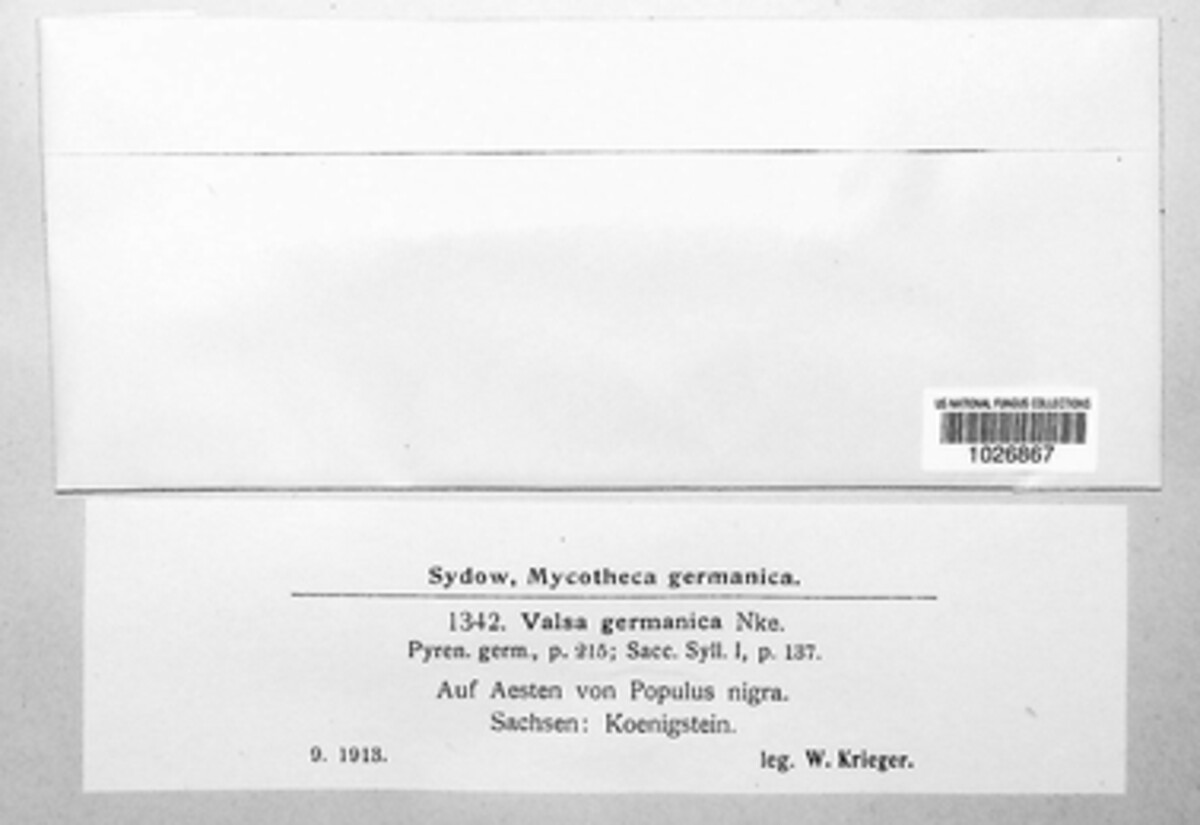 US NATIONAL FUNGUS COLLECTIONS
1026867
Sydow, Mycotheca germanica.
1342. Valsa germanica Nke.
Pyren. germ., p. 215; Sacc. Syll. I, p. 137.
Auf Aesten von Populus nigra.
Sachsen: Koenigstein.
9. 1913. leg. W. Krieger.